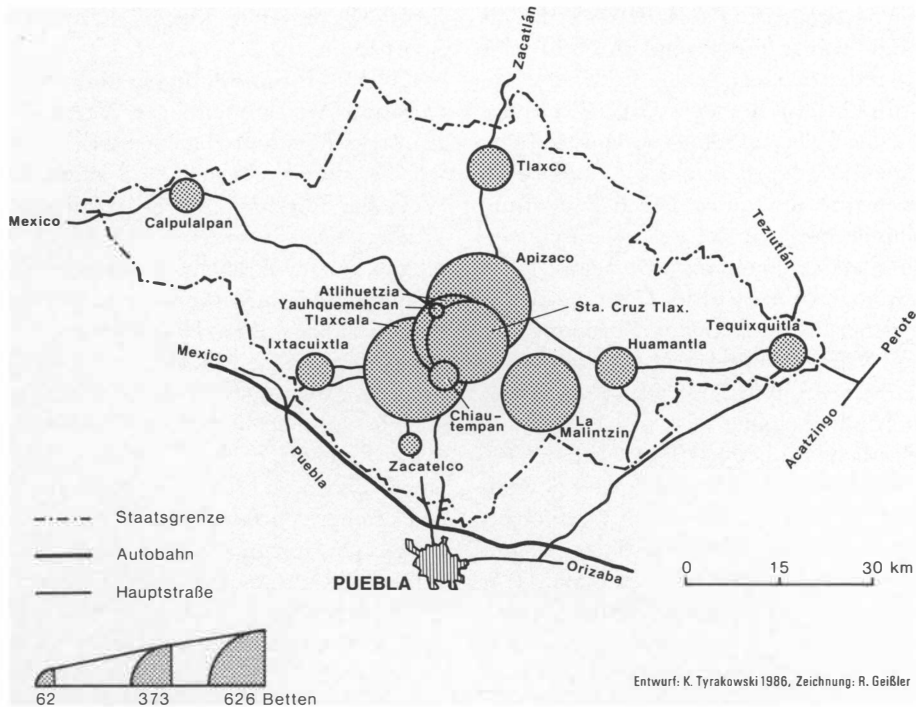 Zacatlán
Tlaxco
Mexico
Calpulalpan
Teziutlán
Apizaco
Atlihuetzia
Yauhquemehcan
Tlaxcala
Sta. Cruz Tlax.
Tequixquitla
Perote
Mexico
Ixtacuixtla
Huamantla
Chiau-
tempan
La
Malintzin
Acatzingo
Puebla
Zacatelco
Staatsgrenze
Autobahn
Hauptstraße
PUEBLA
Orizaba
0 15 30 km
62 373 626 Betten
Entwurf: K. Tyrakowski 1986, Zeichnung: R. Geißler